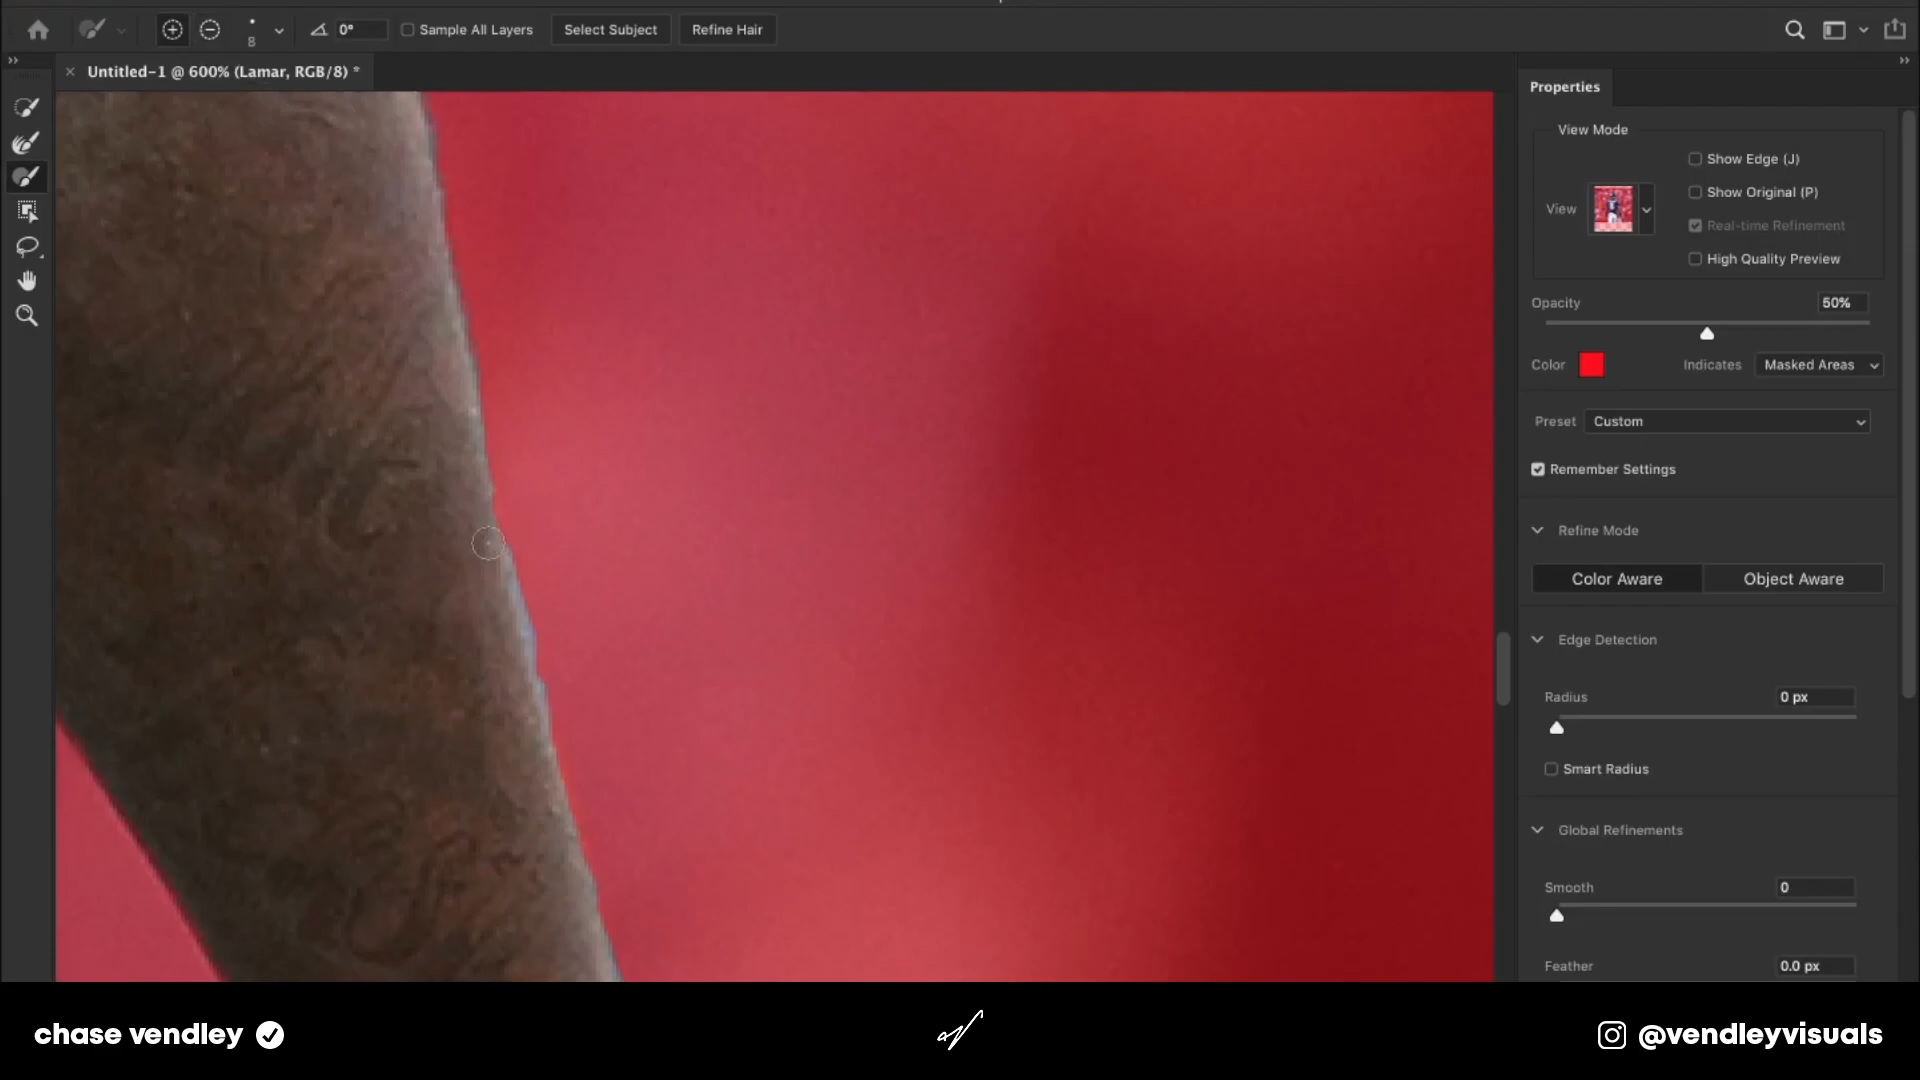 8
0°
Sample All Layers
Select Subject
Refine Hair
Untitled-1 @ 600% (Lamar, RGB/8) *
Properties
View Mode
Show Edge (J)
Show Original (P)
View
Real-time Refinement
High Quality Preview
Opacity
50%
Color
Indicates
Masked Areas
Preset
Custom
Remember Settings
Refine Mode
Color Aware
Object Aware
Edge Detection
Radius
0 px
Smart Radius
Global Refinements
Smooth
0
Feather
0.0 px
chase vendley
@vendleyvisuals